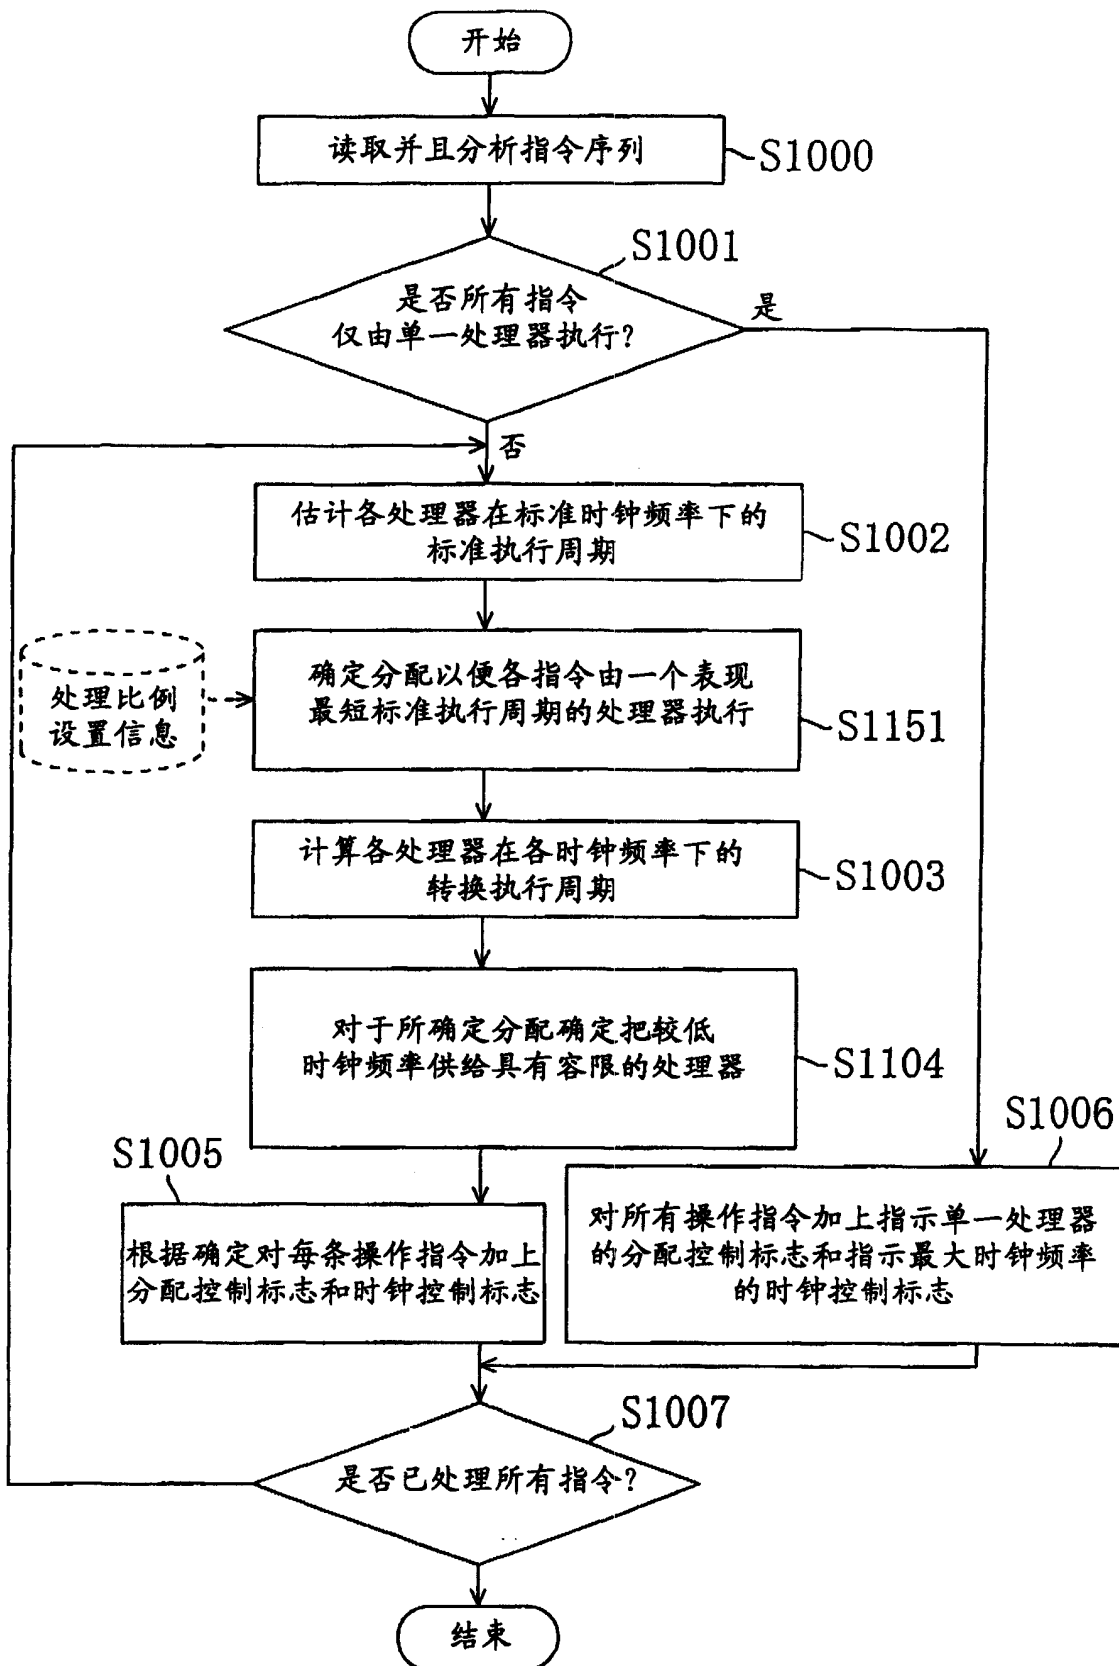 开始
读取并且分析指令序列
S1000
S1001
是否所有指令
仅由单一处理器执行?
是
否
估计各处理器在标准时钟频率下的
标准执行周期
S1002
处理比例
设置信息
确定分配以便各指令由一个表现
最短标准执行周期的处理器执行
S1151
计算各处理器在各时钟频率下的
转换执行周期
S1003
对于所确定分配确定把较低
时钟频率供给具有容限的处理器
S1104
S1005
根据确定对每条操作指令加上
分配控制标志和时钟控制标志
S1006
对所有操作指令加上指示单一处理器
的分配控制标志和指示最大时钟频率
的时钟控制标志
S1007
是否已处理所有指令?
结束